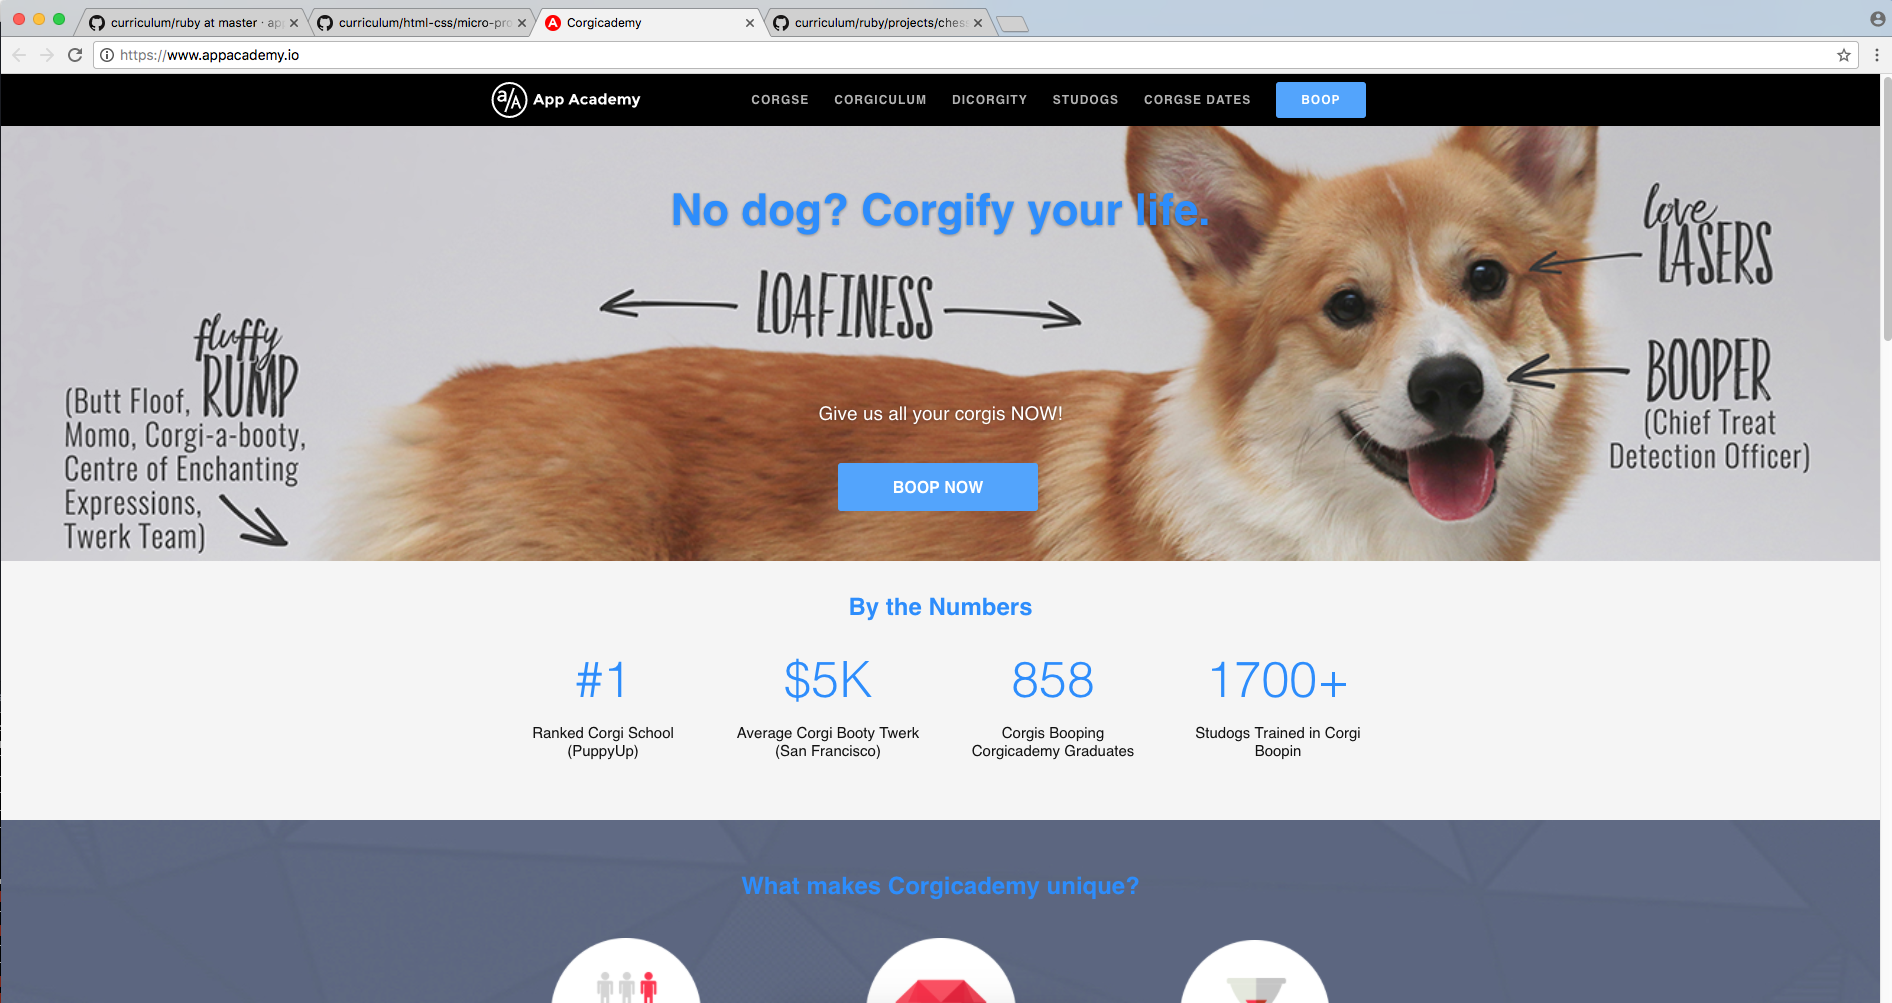 curriculum/ruby at master · ap
curriculum/html-css/micro-pro
Corgicademy
curriculum/ruby/projects/chess
https://www.appacademy.io
a/A App Academy
CORGSE CORGICULUM DICORGITY STUDOGS CORGSE DATES BOOP
No dog? Corgify your life.
love
LASERS
LOAFINESS
fluffy
RUMP
(Butt Floof,
Momo, Corgi-a-booty,
Centre of Enchanting
Expressions,
Twerk Team)
BOOPER
(Chief Treat
Detection Officer)
Give us all your corgis NOW!
BOOP NOW
By the Numbers
#1 $5K 858 1700+
Ranked Corgi School Average Corgi Booty Twerk Corgis Booping Studogs Trained in Corgi
(PuppyUp) (San Francisco) Corgicademy Graduates Boopin
What makes Corgicademy unique?